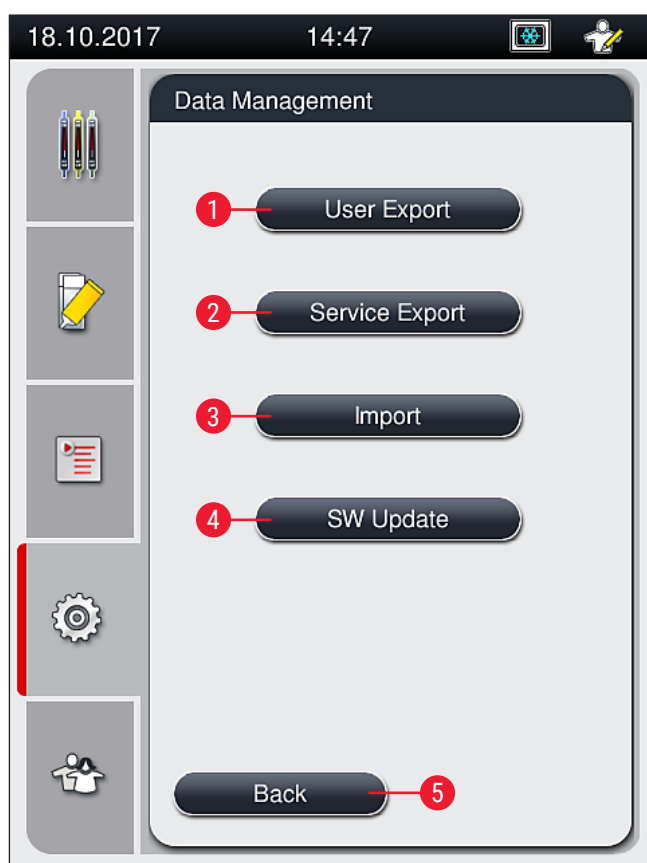 18.10.2017 14:47
Data Management
1 User Export
2 Service Export
3 Import
4 SW Update
Back 5